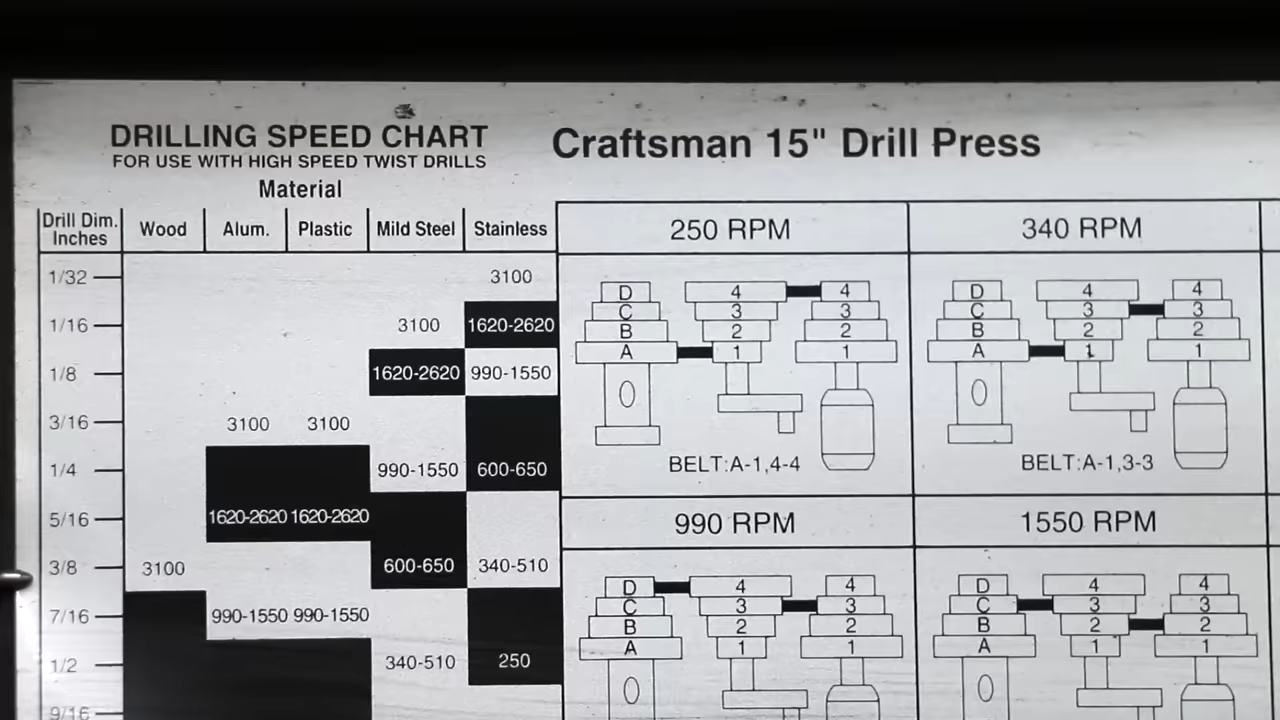 DRILLING SPEED CHART
FOR USE WITH HIGH SPEED TWIST DRILLS
Material
Craftsman 15" Drill Press
Drill Dim. Inches Wood Alum. Plastic Mild Steel Stainless
1/32 3100
1/16 3100 1620-2620
1/8 1620-2620 990-1550
3/16 3100 3100
1/4 990-1550 600-650
5/16 1620-2620 1620-2620
3/8 3100 600-650 340-510
7/16 990-1550 990-1550
1/2 340-510 250
9/16
250 RPM
D 4 4
C 3 3
B 2 2
A 1 1
BELT:A-1,4-4
340 RPM
D 4 4
C 3 3
B 2 2
A 1 1
BELT:A-1,3-3
990 RPM
D 4 4
C 3 3
B 2 2
A 1 1
1550 RPM
D 4 4
C 3 3
B 2 2
A 1 1